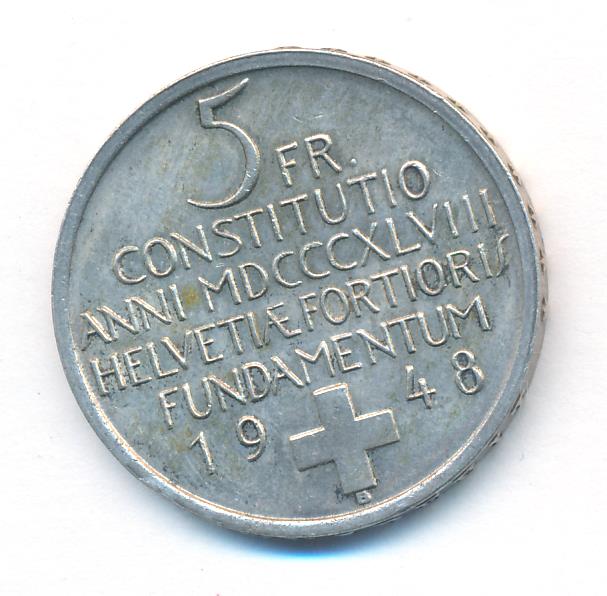 5 FR.
CONSTITUTIO
ANNI MDCCCXLVIII
HELVETIÆ FORTIORIS
FUNDAMENTUM
1948
B